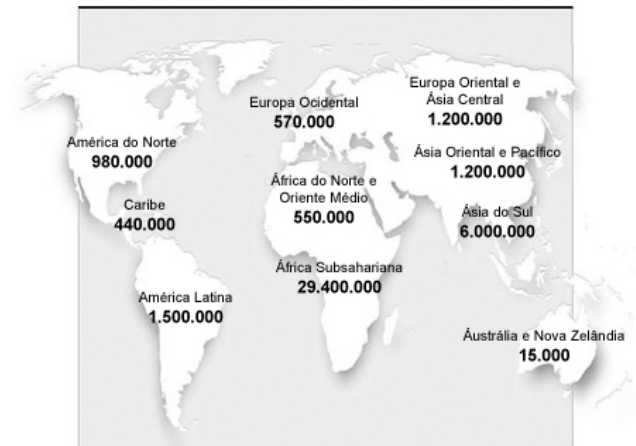 Europa Oriental e
Ásia Central
1.200.000
Europa Ocidental
570.000
América do Norte
980.000
Ásia Oriental e Pacífico
1.200.000
África do Norte e
Oriente Médio
550.000
Caribe
440.000
Ásia do Sul
6.000.000
África Subsahariana
29.400.000
América Latina
1.500.000
Áustrália e Nova Zelândia
15.000